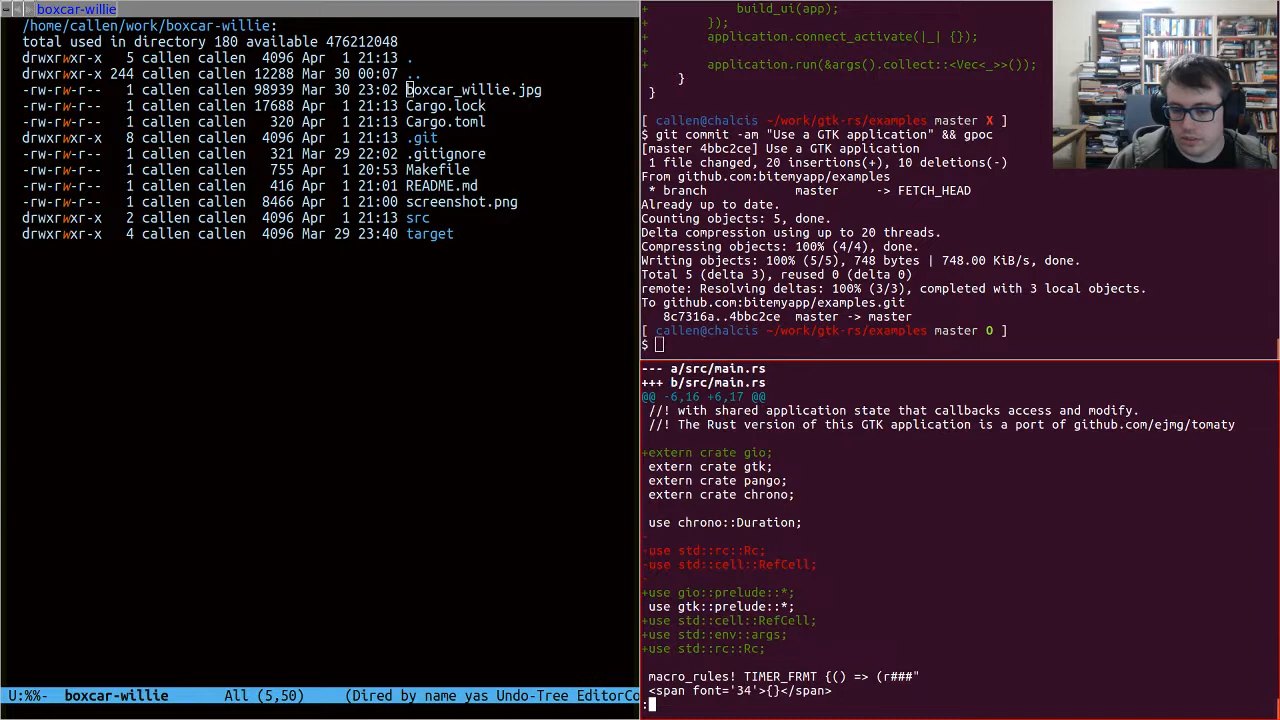 boxcar-willie
/home/callen/work/boxcar-willie:
total used in directory 180 available 476212048
drwxrwxr-x   5 callen callen  4096 Apr  1 21:13 .
drwxrwxr-x 244 callen callen 12288 Mar 30 00:07 ..
-rw-rw-r--   1 callen callen 98939 Mar 30 23:02 boxcar_willie.jpg
-rw-rw-r--   1 callen callen 17688 Apr  1 21:13 Cargo.lock
-rw-rw-r--   1 callen callen   320 Apr  1 21:13 Cargo.toml
drwxrwxr-x   8 callen callen  4096 Apr  1 21:13 .git
-rw-rw-r--   1 callen callen   321 Mar 29 22:02 .gitignore
-rw-rw-r--   1 callen callen   755 Apr  1 20:53 Makefile
-rw-rw-r--   1 callen callen   416 Apr  1 21:01 README.md
-rw-rw-r--   1 callen callen  8466 Apr  1 21:00 screenshot.png
drwxrwxr-x   2 callen callen  4096 Apr  1 21:13 src
drwxrwxr-x   4 callen callen  4096 Mar 29 23:40 target
U:%%-  boxcar-willie      All (5,50)     (Dired by name yas Undo-Tree EditorCo
+            build_ui(app);
+        });
+        application.connect_activate(|_| {});
+
+        application.run(&args().collect::<Vec<_>>());
     }
 }
[ callen@chalcis ~/work/gtk-rs/examples master X ]
$ git commit -am "Use a GTK application" && gpoc
[master 4bbc2ce] Use a GTK application
 1 file changed, 20 insertions(+), 10 deletions(-)
From github.com:bitemyapp/examples
 * branch            master     -> FETCH_HEAD
Already up to date.
Counting objects: 5, done.
Delta compression using up to 20 threads.
Compressing objects: 100% (4/4), done.
Writing objects: 100% (5/5), 748 bytes | 748.00 KiB/s, done.
Total 5 (delta 3), reused 0 (delta 0)
remote: Resolving deltas: 100% (3/3), completed with 3 local objects.
To github.com:bitemyapp/examples.git
   8c7316a..4bbc2ce  master -> master
[ callen@chalcis ~/work/gtk-rs/examples master O ]
$
--- a/src/main.rs
+++ b/src/main.rs
@@ -6,16 +6,17 @@
 //! with shared application state that callbacks access and modify.
 //! The Rust version of this GTK application is a port of github.com/ejmg/tomaty
+extern crate gio;
 extern crate gtk;
 extern crate pango;
 extern crate chrono;
 use chrono::Duration;
-
-use std::rc::Rc;
-use std::cell::RefCell;
-
+use gio::prelude::*;
 use gtk::prelude::*;
+use std::cell::RefCell;
+use std::env::args;
+use std::rc::Rc;
 macro_rules! TIMER_FRMT {() => (r###"
 <span font='34'>{}</span>
: